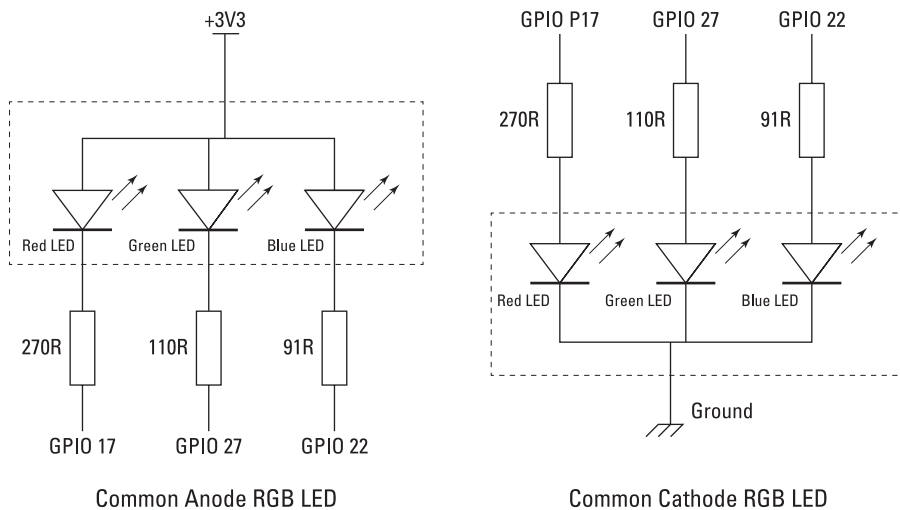 +3V3
Red LED
Green LED
Blue LED
270R
110R
91R
GPIO 17
GPIO 27
GPIO 22
Common Anode RGB LED
GPIO P17
GPIO 27
GPIO 22
270R
110R
91R
Red LED
Green LED
Blue LED
Ground
Common Cathode RGB LED